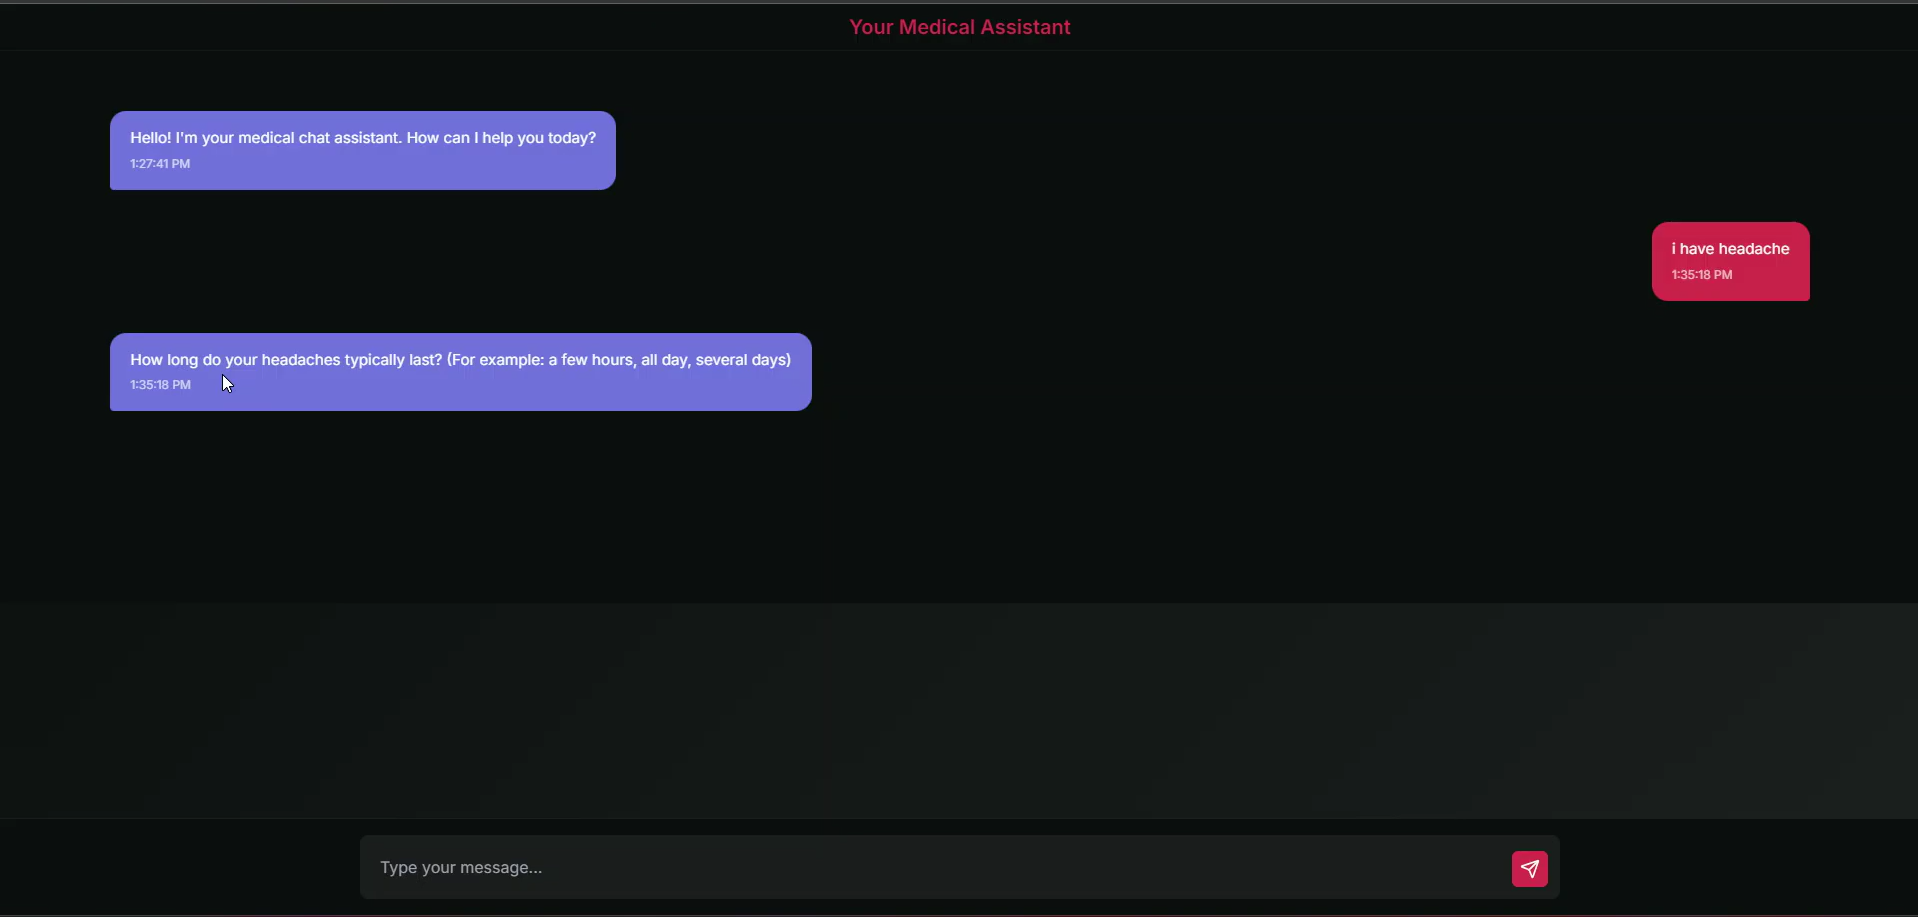 Your Medical Assistant
Hello! I'm your medical chat assistant. How can I help you today?
1:27:41 PM
i have headache
1:35:18 PM
How long do your headaches typically last? (For example: a few hours, all day, several days)
1:35:18 PM
Type your message...